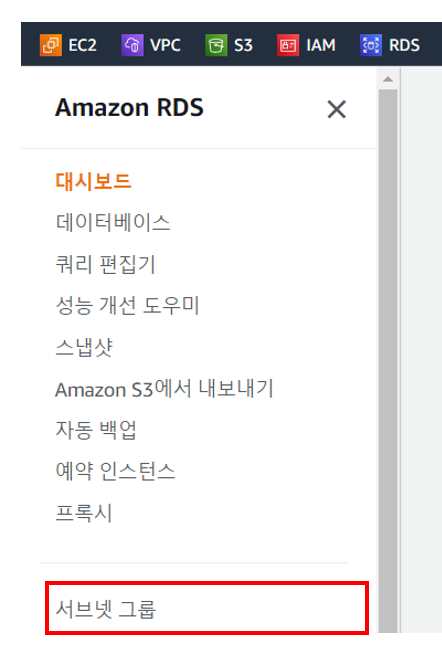 EC2 VPC S3 IAM RDS
Amazon RDS
대시보드
데이터베이스
쿼리 편집기
성능 개선 도우미
스냅샷
Amazon S3에서 내보내기
자동 백업
예약 인스턴스
프록시
서브넷 그룹